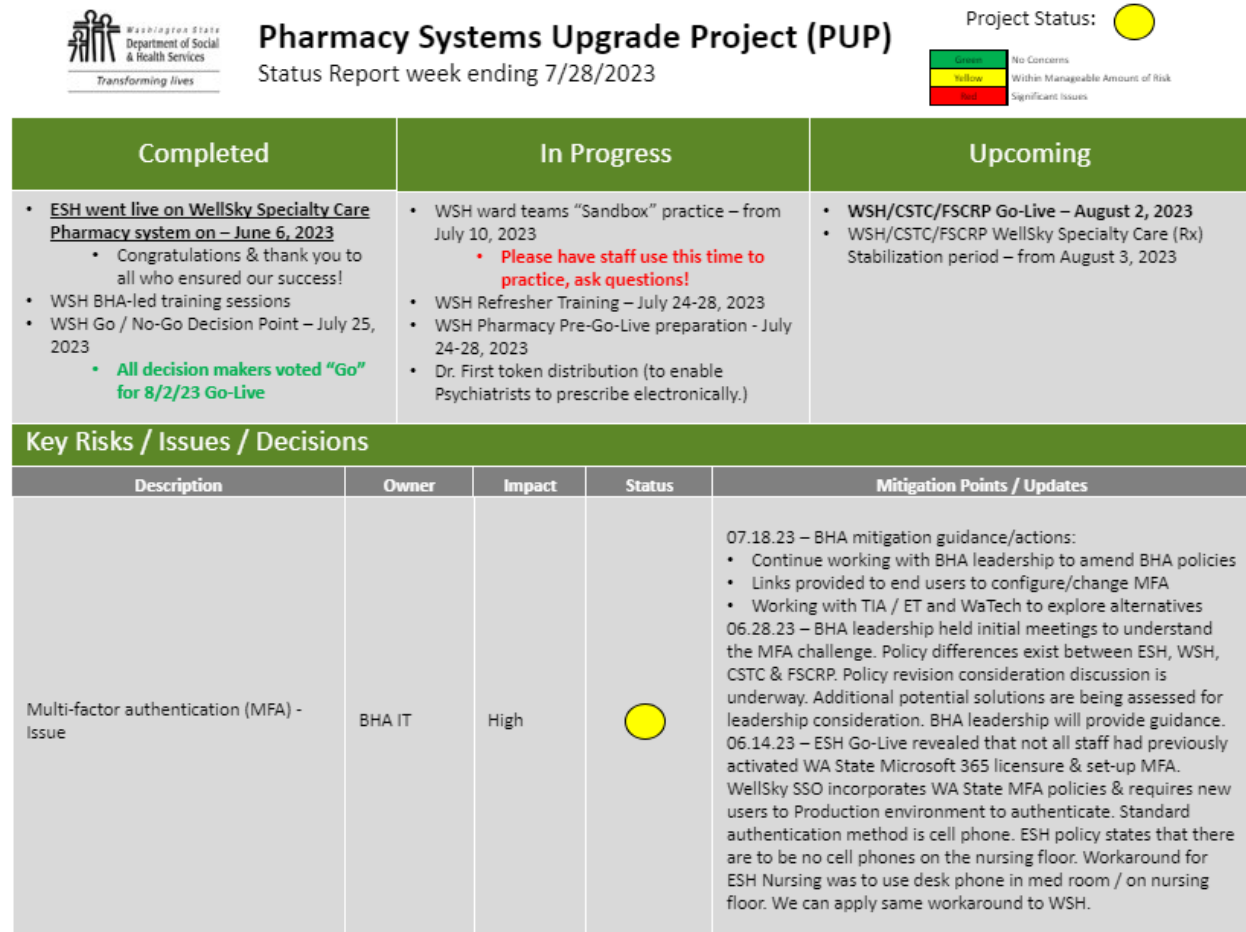 Washington State
Department of Social
& Health Services
Transforming lives
Pharmacy Systems Upgrade Project (PUP)
Status Report week ending 7/28/2023
Project Status:
Green No Concerns
Yellow Within Manageable Amount of Risk
Red Significant Issues
Completed
• ESH went live on WellSky Specialty Care
Pharmacy system on – June 6, 2023
• Congratulations & thank you to
all who ensured our success!
• WSH BHA-led training sessions
• WSH Go / No-Go Decision Point – July 25,
2023
• All decision makers voted “Go”
for 8/2/23 Go-Live
In Progress
• WSH ward teams “Sandbox” practice – from
July 10, 2023
• Please have staff use this time to
practice, ask questions!
• WSH Refresher Training – July 24-28, 2023
• WSH Pharmacy Pre-Go-Live preparation - July
24-28, 2023
• Dr. First token distribution (to enable
Psychiatrists to prescribe electronically.)
Upcoming
• WSH/CSTC/FSCRP Go-Live – August 2, 2023
• WSH/CSTC/FSCRP WellSky Specialty Care (Rx)
Stabilization period – from August 3, 2023
Key Risks / Issues / Decisions
Description Owner Impact Status Mitigation Points / Updates
Multi-factor authentication (MFA) -
Issue
BHA IT
High
07.18.23 – BHA mitigation guidance/actions:
• Continue working with BHA leadership to amend BHA policies
• Links provided to end users to configure/change MFA
• Working with TIA / ET and WaTech to explore alternatives
06.28.23 – BHA leadership held initial meetings to understand
the MFA challenge. Policy differences exist between ESH, WSH,
CSTC & FSCRP. Policy revision consideration discussion is
underway. Additional potential solutions are being assessed for
leadership consideration. BHA leadership will provide guidance.
06.14.23 – ESH Go-Live revealed that not all staff had previously
activated WA State Microsoft 365 licensure & set-up MFA.
WellSky SSO incorporates WA State MFA policies & requires new
users to Production environment to authenticate. Standard
authentication method is cell phone. ESH policy states that there
are to be no cell phones on the nursing floor. Workaround for
ESH Nursing was to use desk phone in med room / on nursing
floor. We can apply same workaround to WSH.